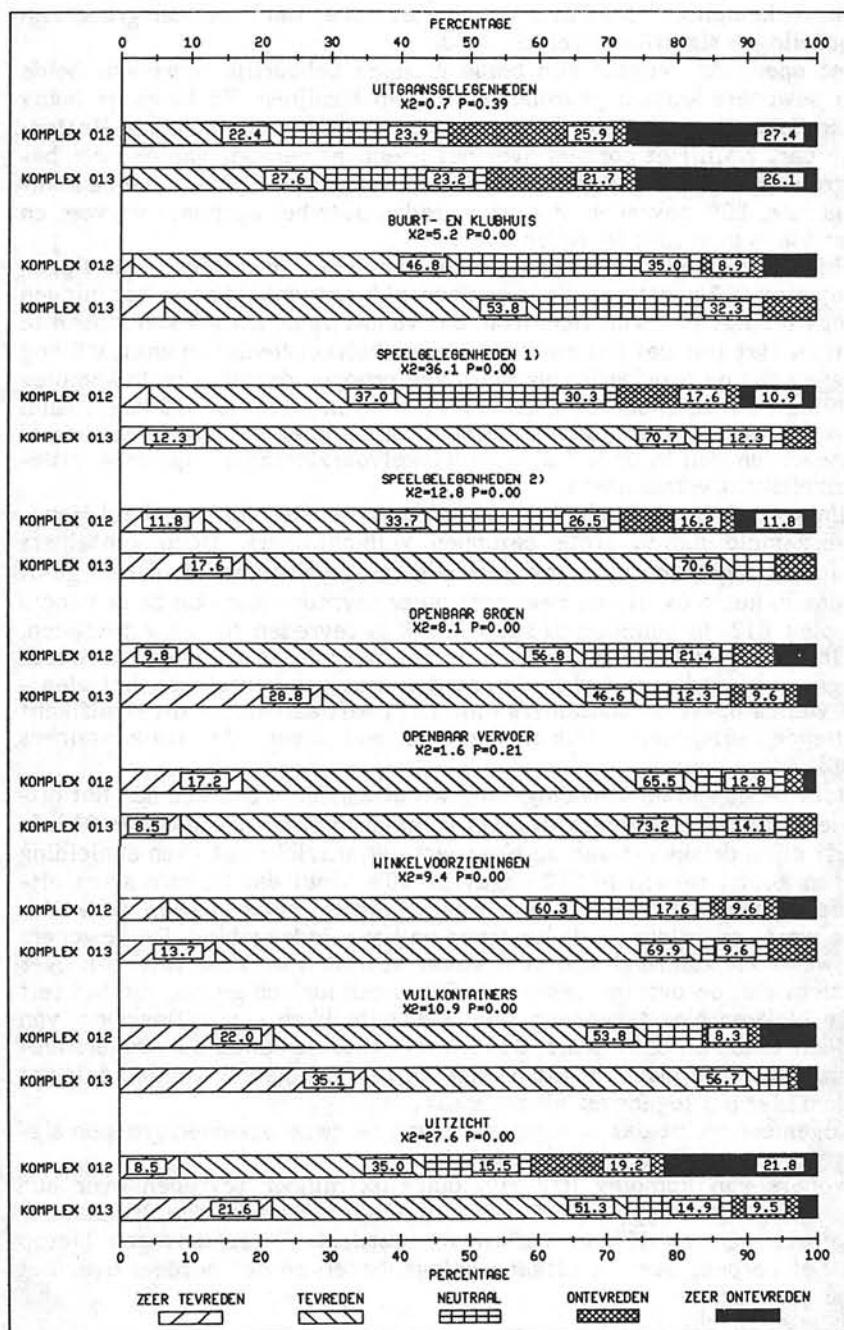 PERCENTAGE
0 10 20 30 40 50 60 70 80 90 100
UITGAANSGELEGENHEDEN
X2=0.7 P=0.39
KOMPLEX 012 22.4 23.9 25.9 27.4
KOMPLEX 013 27.6 23.2 21.7 26.1
BUURT- EN KLUBHUIS
X2=5.2 P=0.00
KOMPLEX 012 46.8 35.0 8.9
KOMPLEX 013 53.8 32.3
SPEELGELEGENHEDEN 1)
X2=36.1 P=0.00
KOMPLEX 012 37.0 30.3 17.6 10.9
KOMPLEX 013 12.3 70.7 12.3
SPEELGELEGENHEDEN 2)
X2=12.8 P=0.00
KOMPLEX 012 11.8 33.7 26.5 16.2 11.8
KOMPLEX 013 17.6 70.6
OPENBAAR GROEN
X2=8.1 P=0.00
KOMPLEX 012 9.8 56.8 21.4
KOMPLEX 013 28.8 46.6 12.3 9.6
OPENBAAR VERVOER
X2=1.6 P=0.21
KOMPLEX 012 17.2 65.5 12.8
KOMPLEX 013 8.5 73.2 14.1
WINKELVOORZIENINGEN
X2=9.4 P=0.00
KOMPLEX 012 60.3 17.6 9.6
KOMPLEX 013 13.7 69.9 9.6
VUILKONTAINERS
X2=10.9 P=0.00
KOMPLEX 012 22.0 53.8 8.3
KOMPLEX 013 35.1 56.7
UITZICHT
X2=27.6 P=0.00
KOMPLEX 012 8.5 35.0 15.5 19.2 21.8
KOMPLEX 013 21.6 51.3 14.9 9.5
0 10 20 30 40 50 60 70 80 90 100
PERCENTAGE
ZEER TEVREDEN TEVREDEN NEUTRAAL ONTEVREDEN ZEER ONTEVREDEN